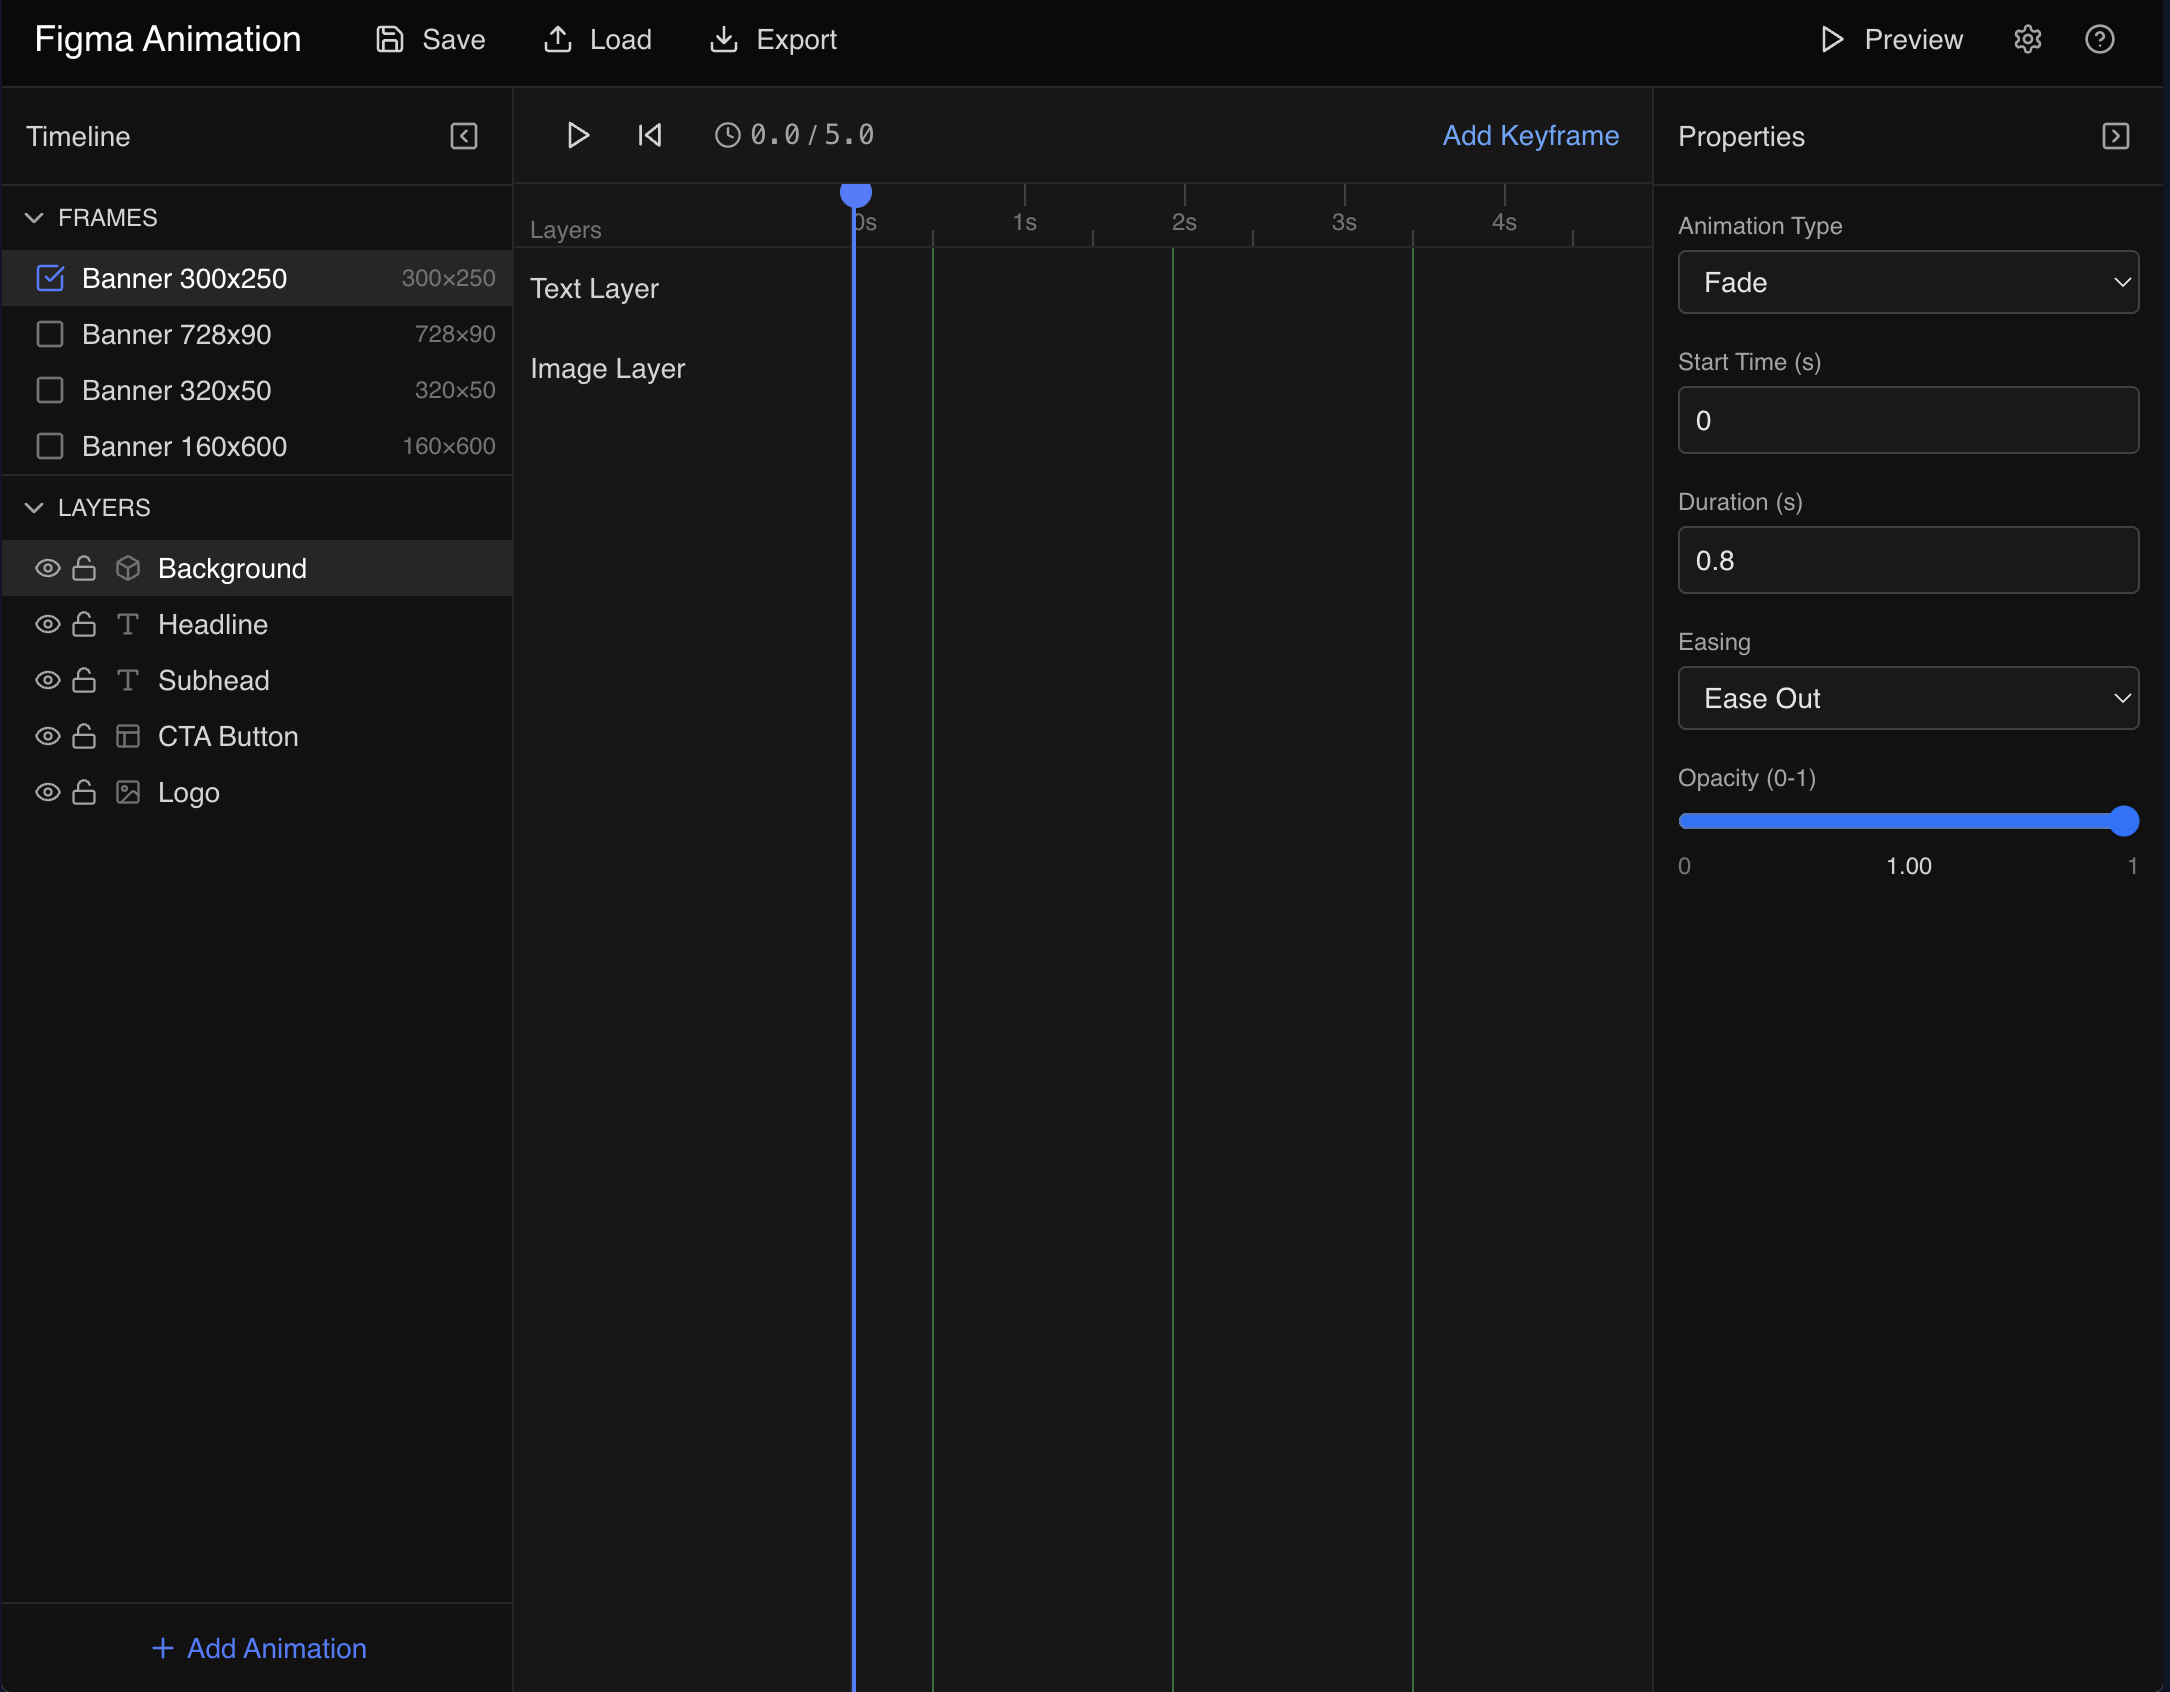 Figma Animation
Save
Load
Export
Preview
Timeline
FRAMES
Banner 300x250 300×250
Banner 728x90 728×90
Banner 320x50 320×50
Banner 160x600 160×600
LAYERS
Background
Headline
Subhead
CTA Button
Logo
+ Add Animation
0.0 / 5.0
Add Keyframe
Layers
0s 1s 2s 3s 4s
Text Layer
Image Layer
Properties
Animation Type
Fade
Start Time (s)
0
Duration (s)
0.8
Easing
Ease Out
Opacity (0-1)
0 1.00 1